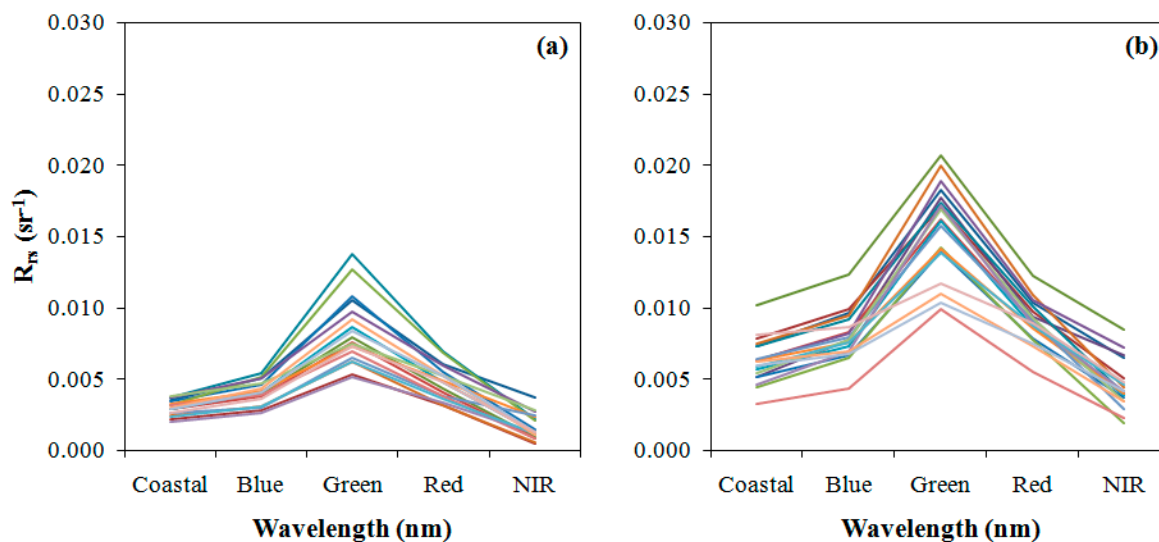 (a)
0.030
0.025
0.020
0.015
0.010
0.005
0.000
R_rs (sr⁻¹)
Coastal Blue Green Red NIR
Wavelength (nm)
(b)
0.030
0.025
0.020
0.015
0.010
0.005
0.000
Coastal Blue Green Red NIR
Wavelength (nm)